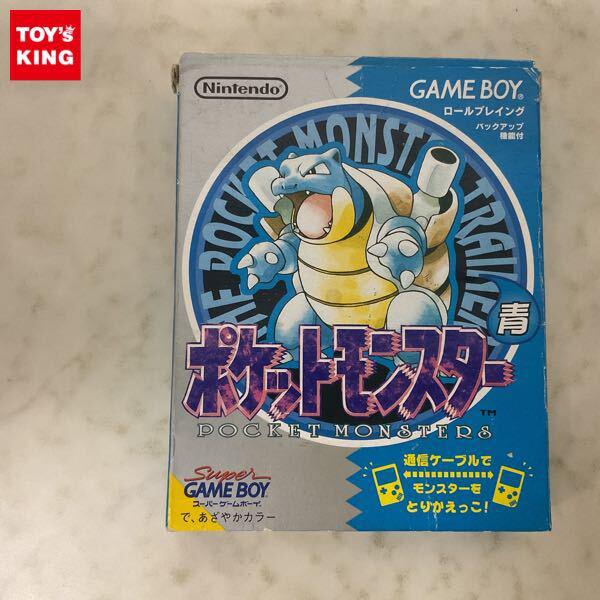 TOY's
KING
Nintendo
GAME BOY®
ロールプレイング
バックアップ
機能付
THE POCKET MONSTER TRAINER
青
ポケットモンスター
TM
POCKET MONSTERS
通信ケーブルで
モンスターを
とりかえっこ!
Super
GAME BOY
スーパーゲームボーイ
で、あざやかカラー